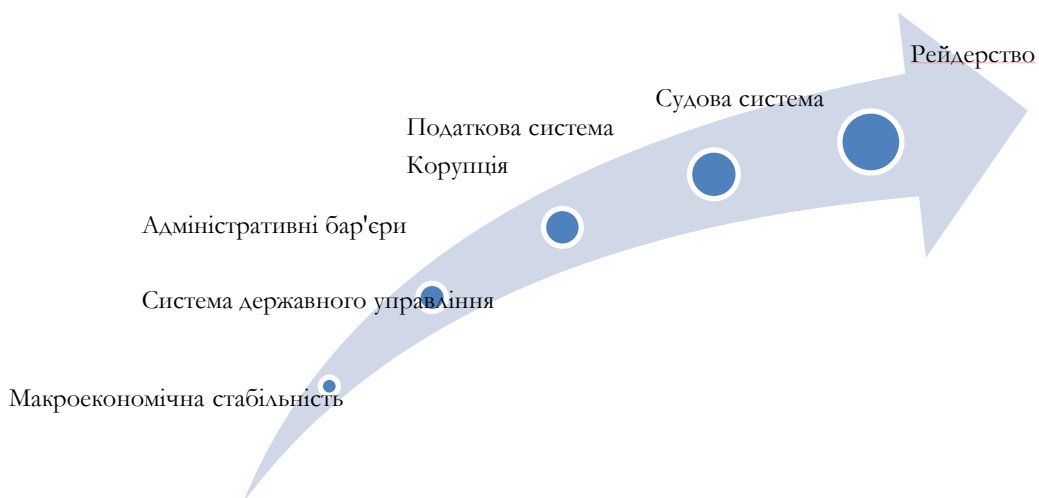 Рейдерство
Судова система
Податкова система
Корупція
Адміністративні бар'єри
Система державного управління
Макроекономічна стабільність